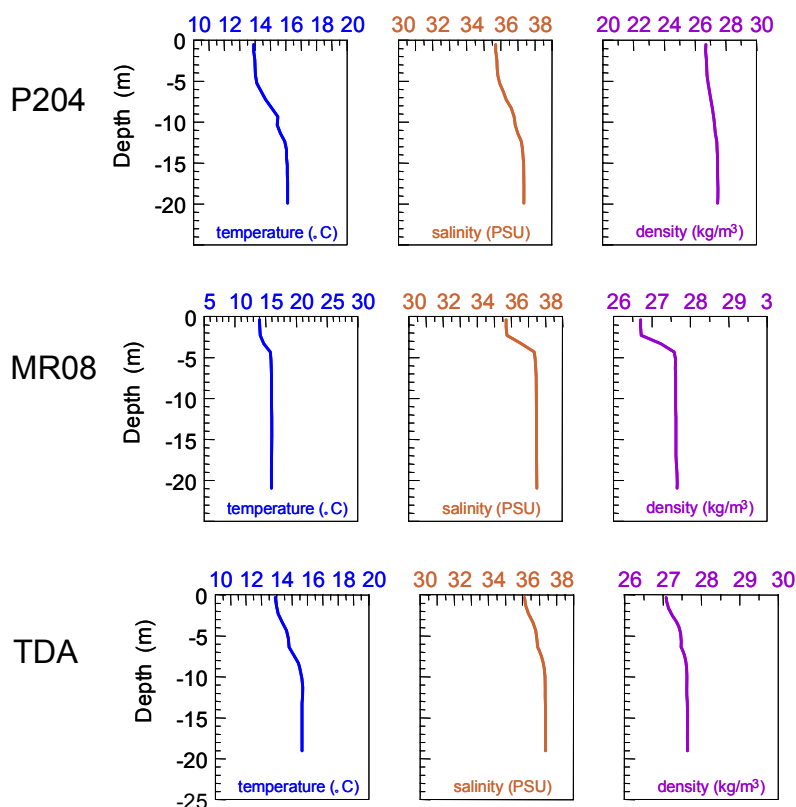 10 12 14 16 18 20 30 32 34 36 38 20 22 24 26 28 30
P204
Depth (m)
0
-5
-10
-15
-20
temperature (°C) salinity (PSU) density (kg/m³)
5 10 15 20 25 30 30 32 34 36 38 26 27 28 29 3
MR08
Depth (m)
0
-5
-10
-15
-20
temperature (°C) salinity (PSU) density (kg/m³)
10 12 14 16 18 20 30 32 34 36 38 26 27 28 29 30
TDA
Depth (m)
0
-5
-10
-15
-20
-25
temperature (°C) salinity (PSU) density (kg/m³)